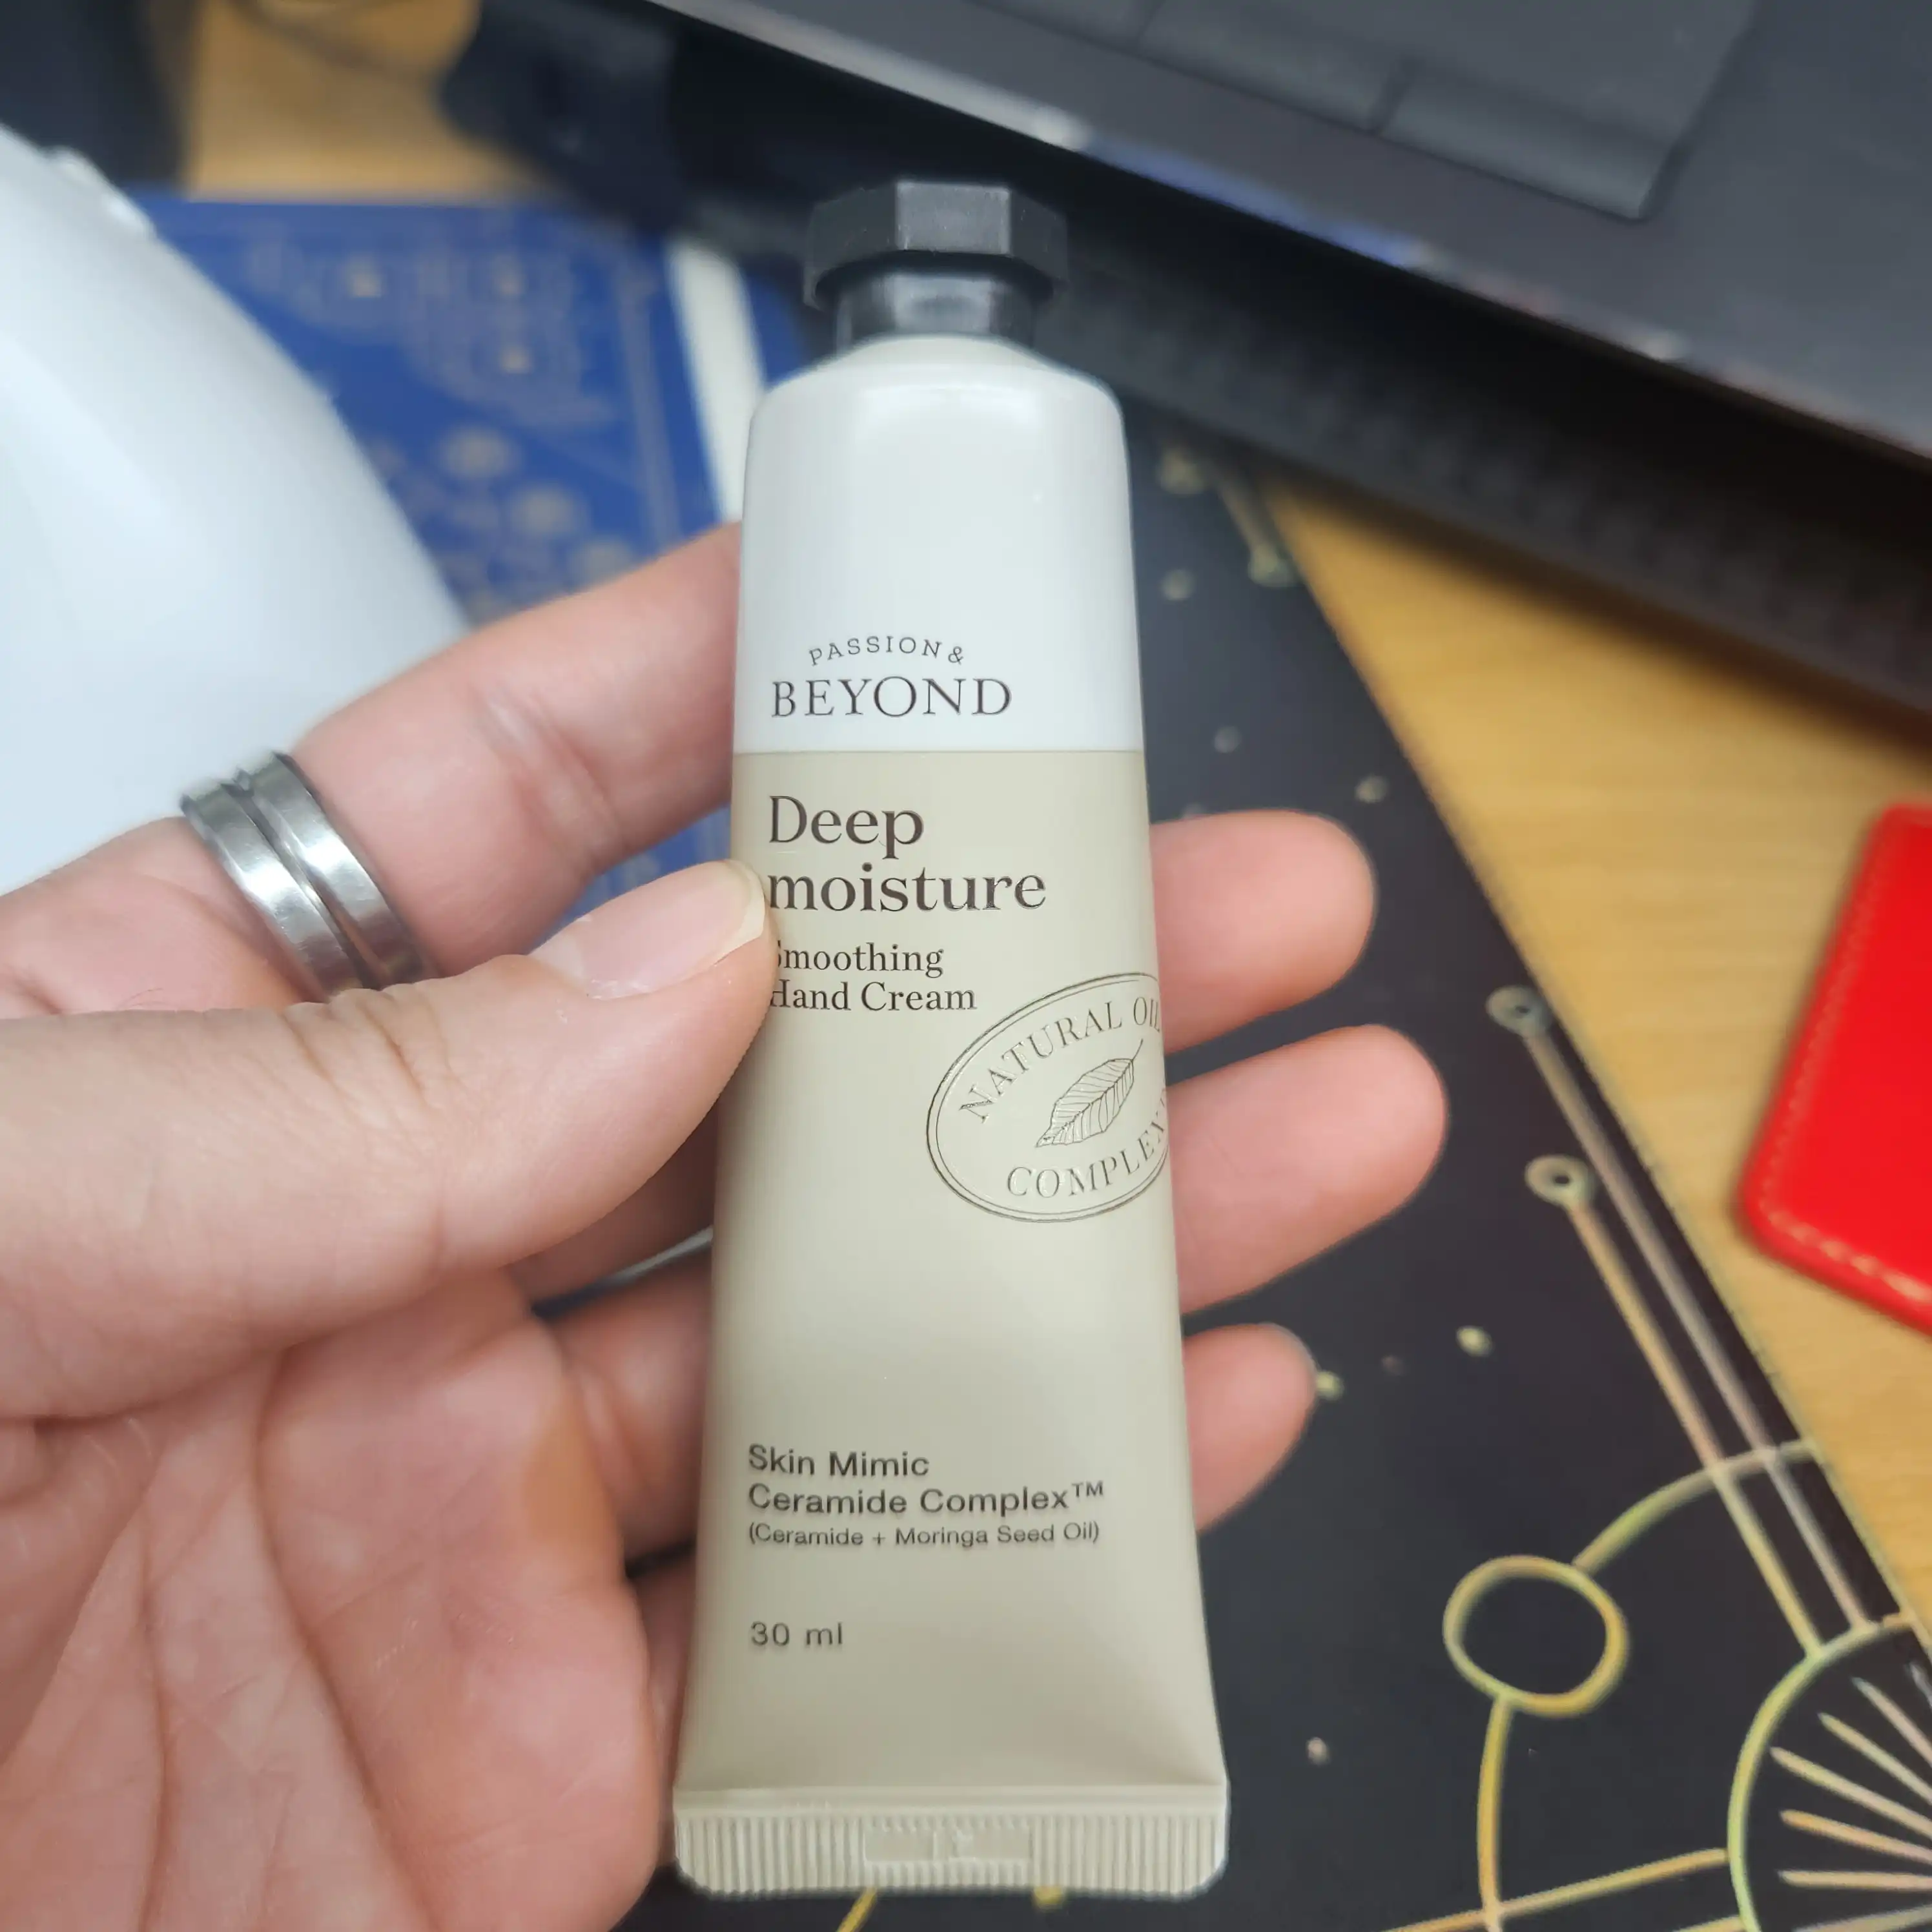 PASSION &
BEYOND
Deep
moisture
Smoothing
Hand Cream
NATURAL OIL
COMPLEX
Skin Mimic
Ceramide Complex™
(Ceramide + Moringa Seed Oil)
30 ml